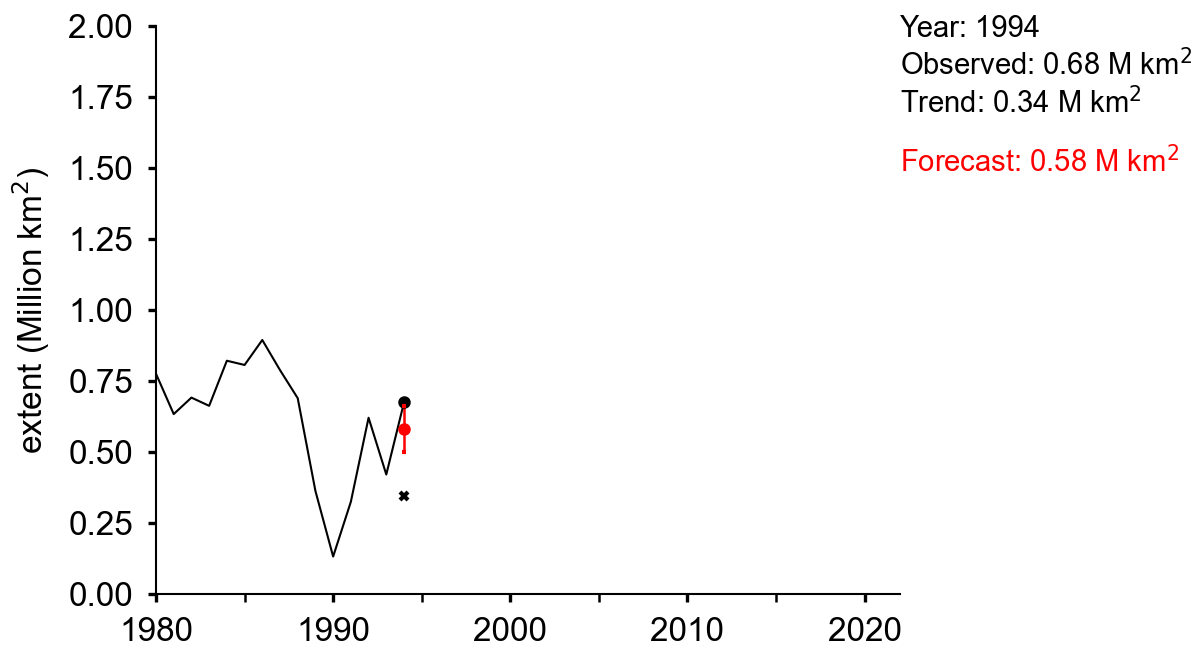 2.00
1.75
1.50
1.25
1.00
0.75
0.50
0.25
0.00
extent (Million km²)
1980 1990 2000 2010 2020
Year: 1994
Observed: 0.68 M km²
Trend: 0.34 M km²
Forecast: 0.58 M km²